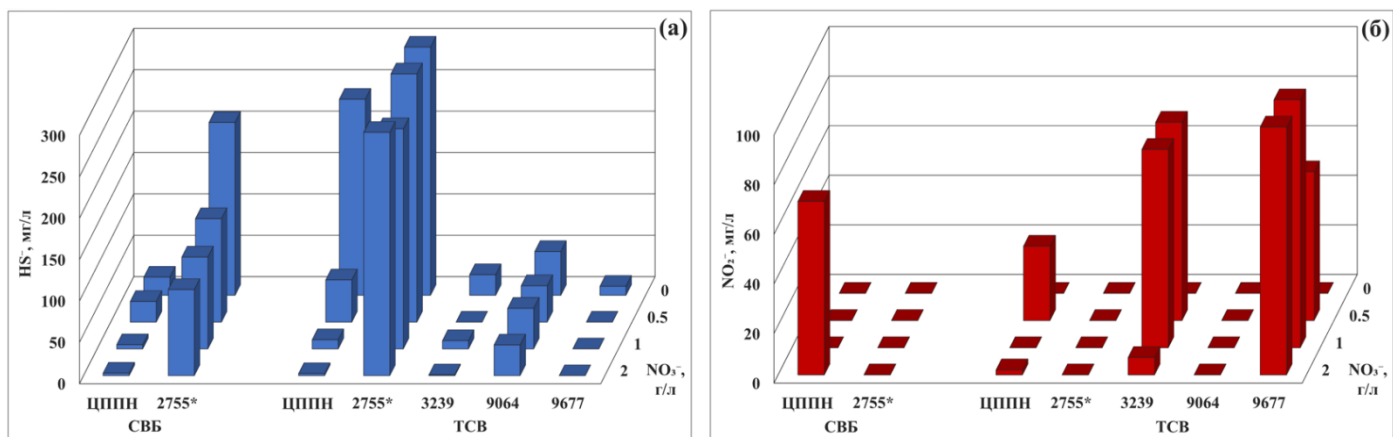 (а)
HS⁻, мг/л
300
250
200
150
100
50
0
0
0.5
1
2
NO₃⁻, г/л
ЦППН 2755* ЦППН 2755* 3239 9064 9677
СВБ ТСВ
(б)
NO₂⁻, мг/л
100
80
60
40
20
0
0
0.5
1
2
NO₃⁻, г/л
ЦППН 2755* ЦППН 2755* 3239 9064 9677
СВБ ТСВ